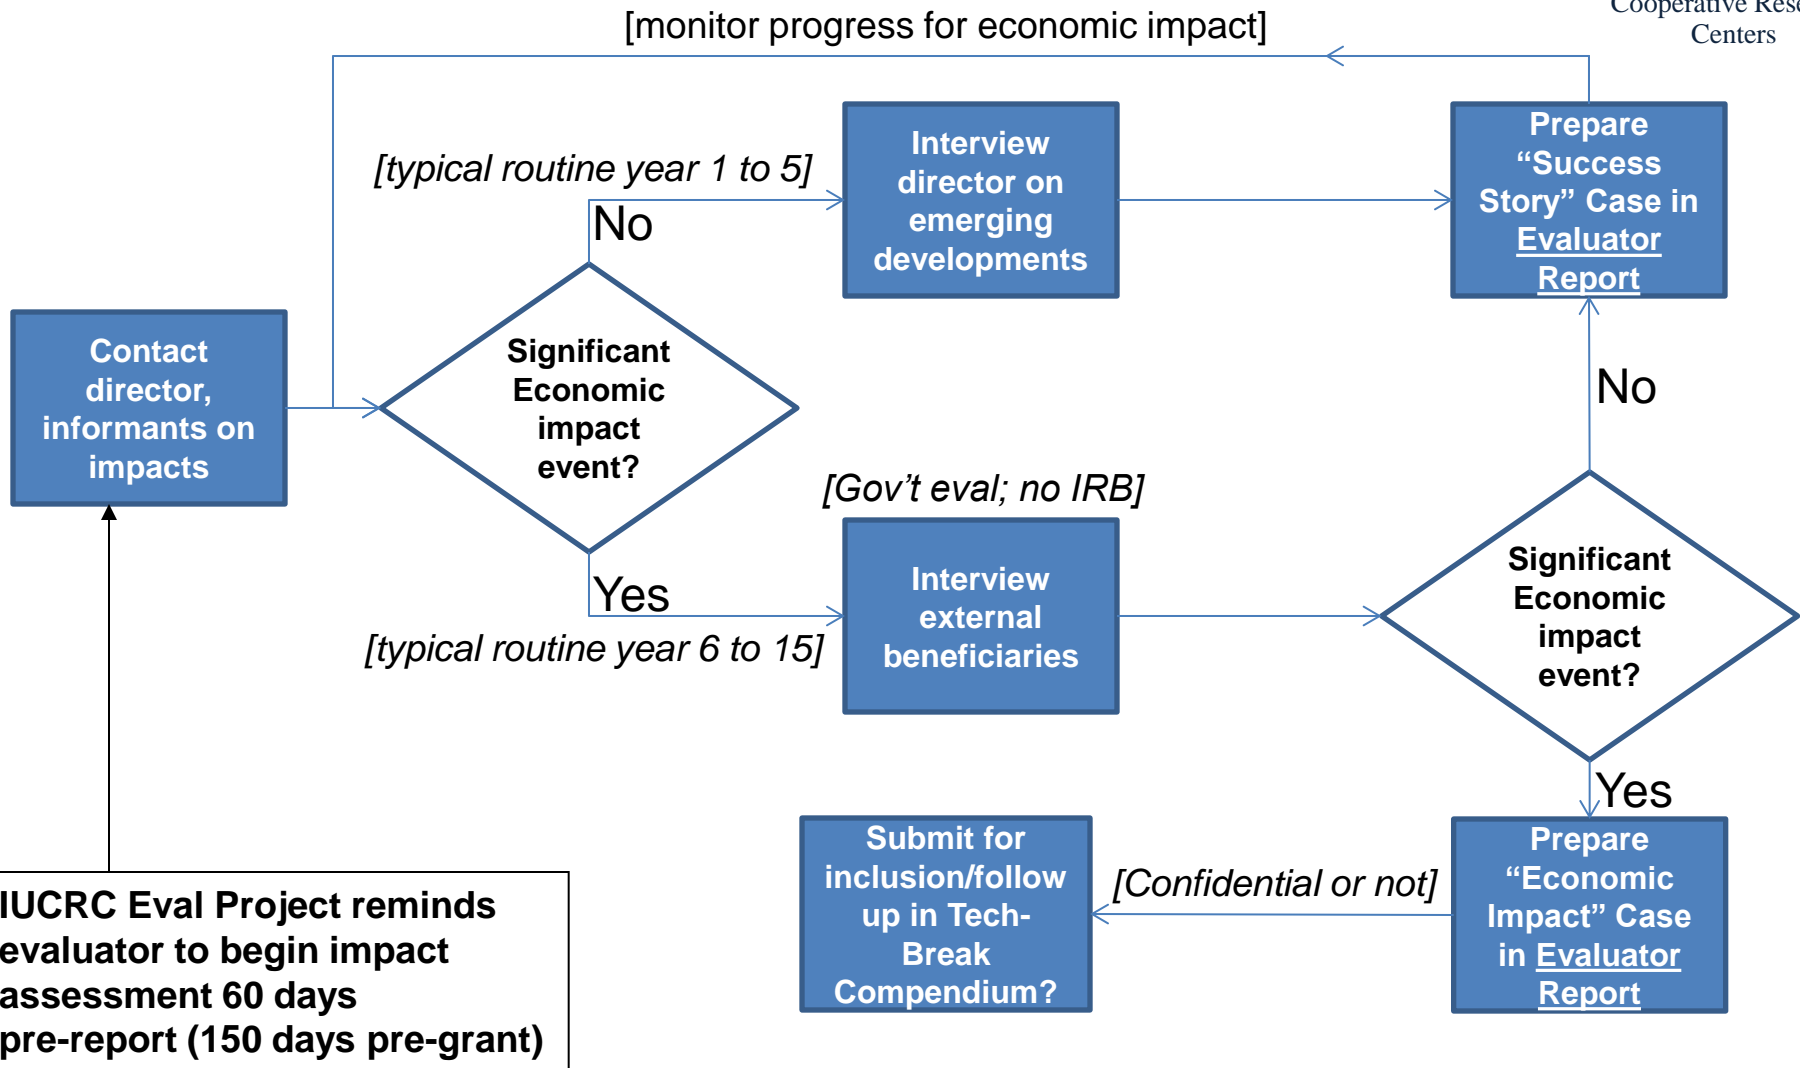 Cooperative Rese
Centers
[monitor progress for economic impact]
[typical routine year 1 to 5]
No
Interview
director on
emerging
developments
Prepare
“Success
Story” Case in
Evaluator
Report
Contact
director,
informants on
impacts
Significant
Economic
impact
event?
No
[Gov’t eval; no IRB]
Yes
[typical routine year 6 to 15]
Interview
external
beneficiaries
Significant
Economic
impact
event?
Yes
Submit for
inclusion/follow
up in Tech-
Break
Compendium?
[Confidential or not]
Prepare
“Economic
Impact” Case
in Evaluator
Report
IUCRC Eval Project reminds
evaluator to begin impact
assessment 60 days
pre-report (150 days pre-grant)